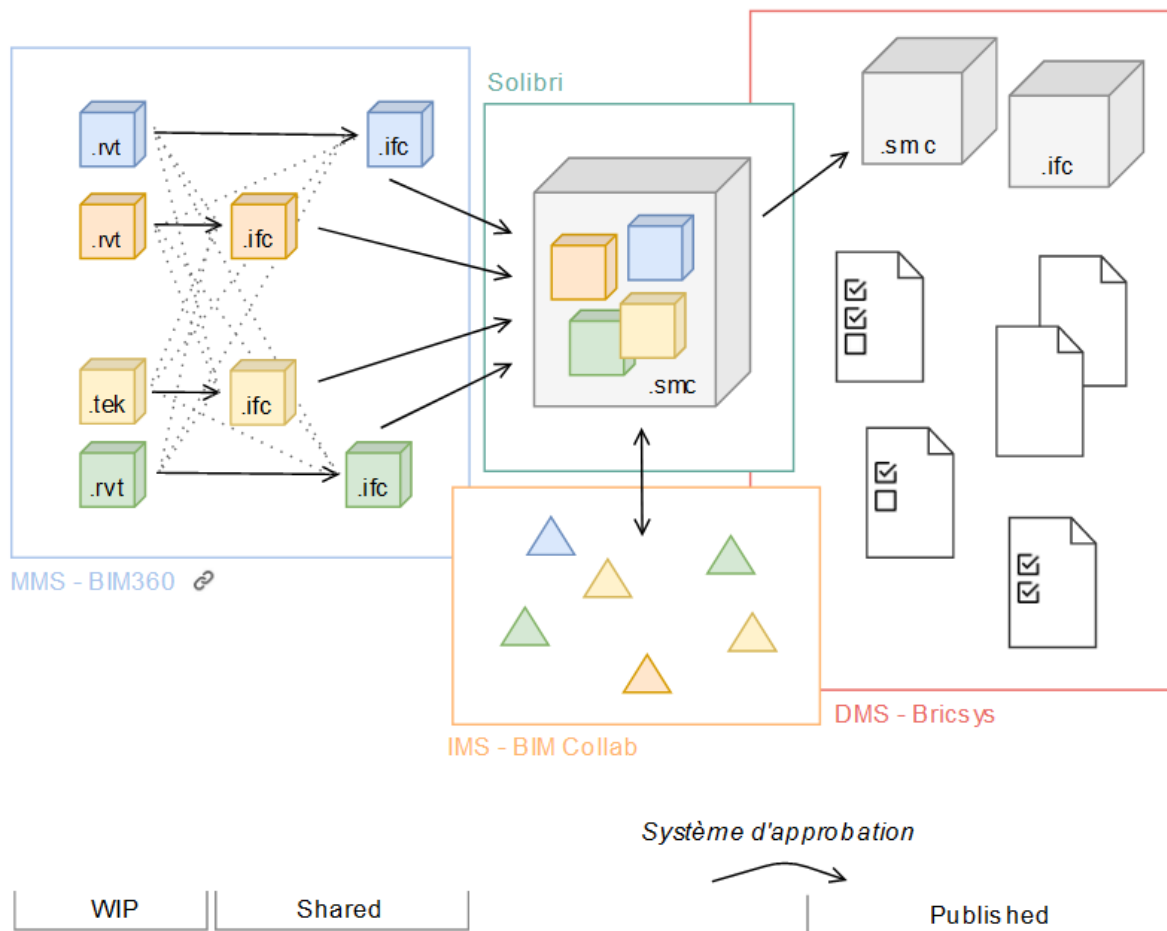 Solibri
.rvt
.ifc
.smc
.ifc
.rvt
.ifc
.tek
.ifc
.smc
.rvt
.ifc
MMS - BIM360
DMS - Bricsys
IMS - BIM Collab
Système d'approbation
WIP
Shared
Published